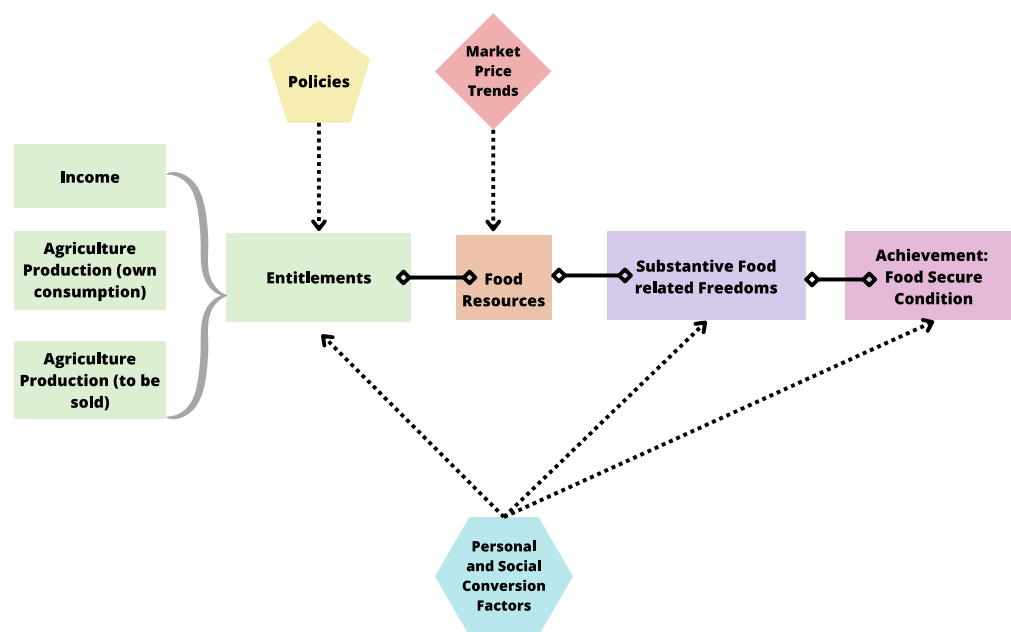 Policies
Market
Price
Trends
Income
Agriculture
Production (own
consumption)
Agriculture
Production (to be
sold)
Entitlements
Food
Resources
Substantive Food
related Freedoms
Achievement:
Food Secure
Condition
Personal
and Social
Conversion
Factors